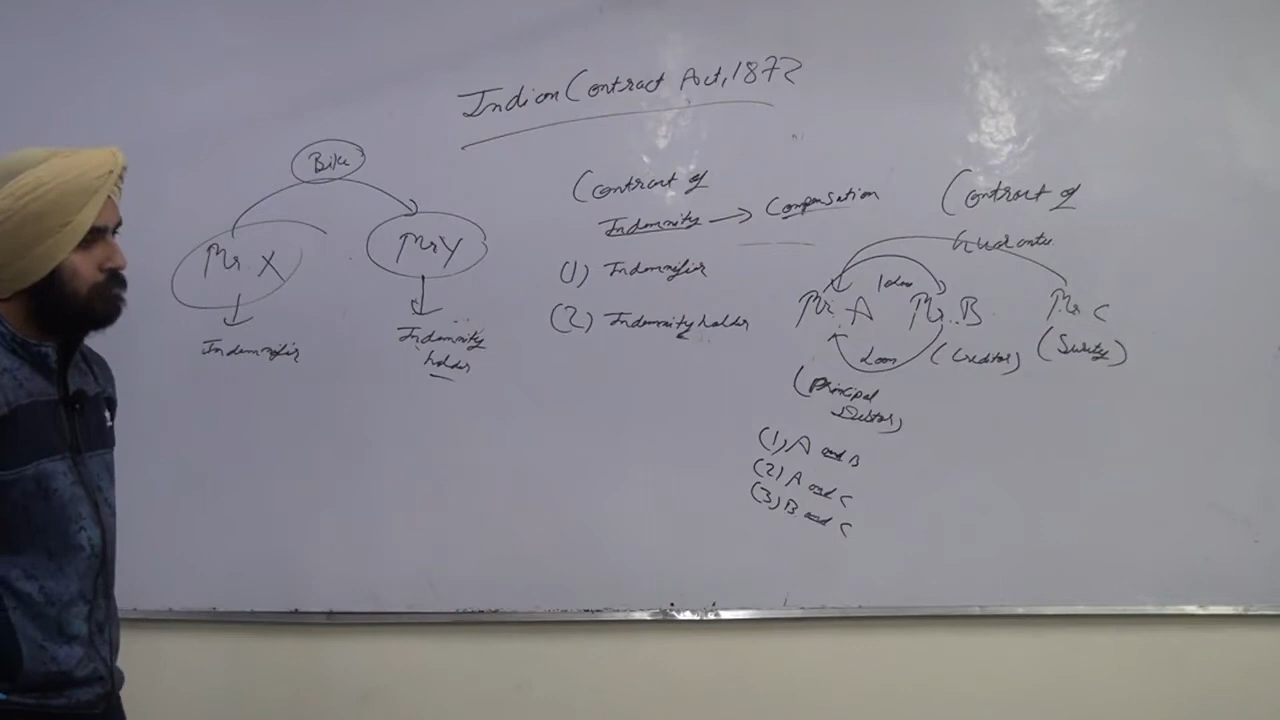 Indian Contract Act, 1872
Bike
Mr X
Mr Y
Indemnifier
Indemnity
holder
Contract of
Indemnity → Compensation
(1) Indemnifier
(2) Indemnity holder
Contract of
Guarantee
Mr. A
Mr. B
Mr C
Loan
(Creditor)
(Surety)
(Principal
Debtor)
(1) A and B
(2) A and C
(3) B and C